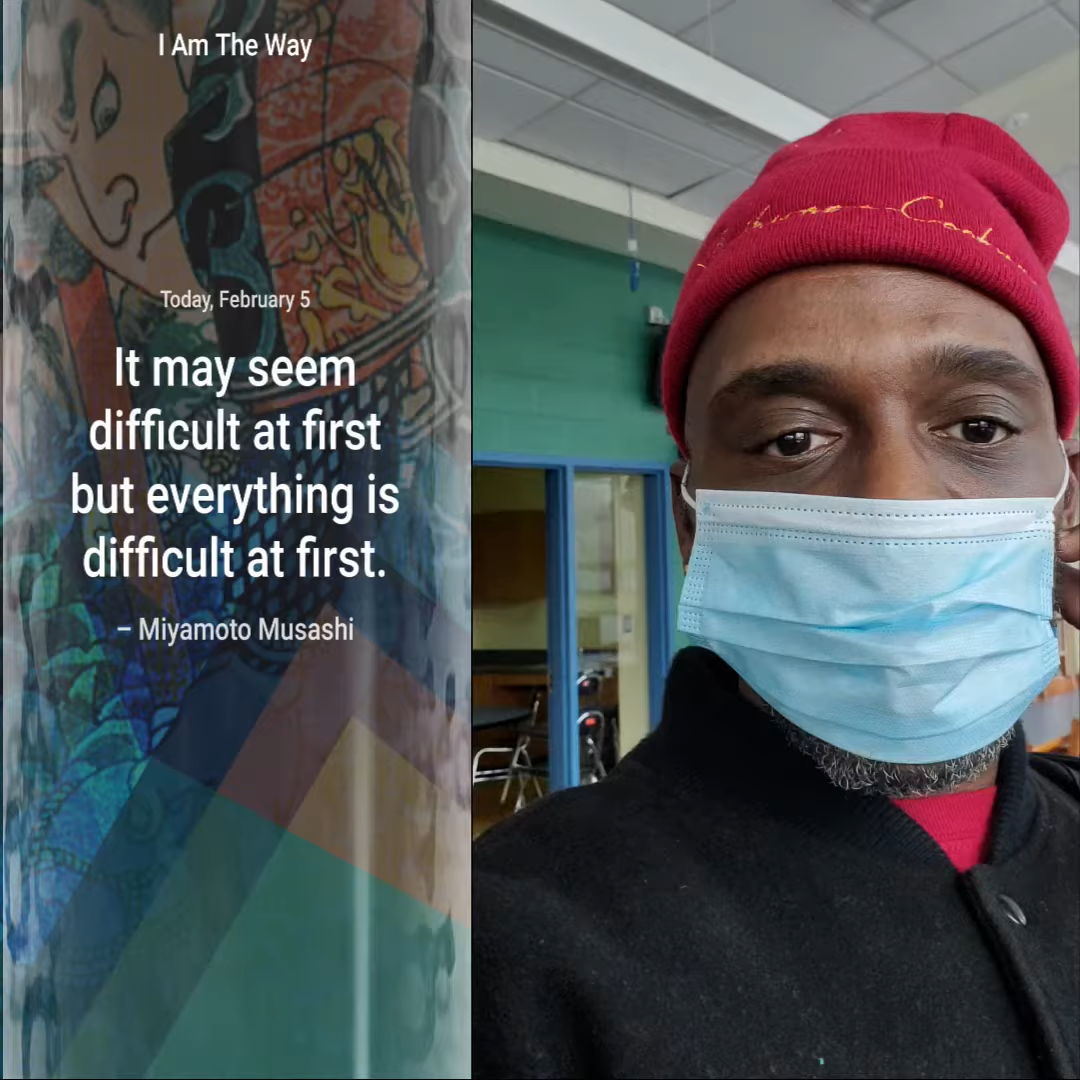 I Am The Way
Today, February 5
It may seem
difficult at first
but everything is
difficult at first.
– Miyamoto Musashi